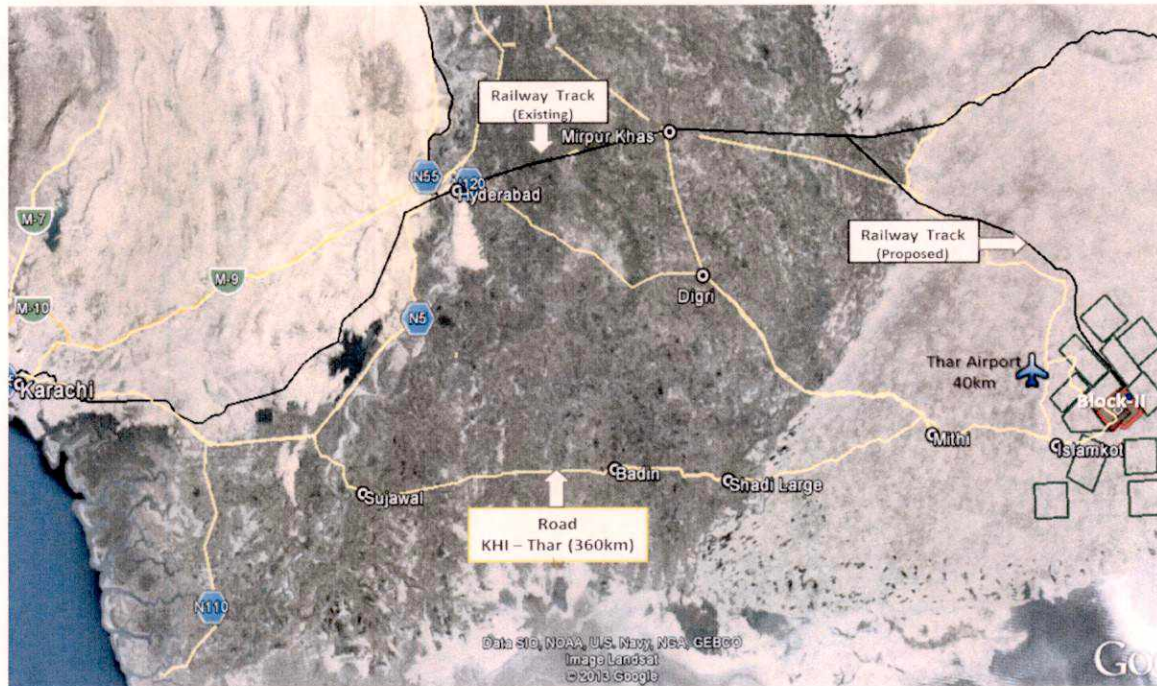 Railway Track
(Existing)
Mirpur Khas
N55
N120
Hyderabad
M-7
Railway Track
(Proposed)
M-9
Digri
M-10
N5
Thar Airport
40km
Karachi
Block-II
Mithi
Islamkot
Badin
Shadi Large
Sujawal
Road
KHI – Thar (360km)
N110
Data SIO, NOAA, U.S. Navy, NGA, GEBCO
Image Landsat
© 2013 Google
Goo